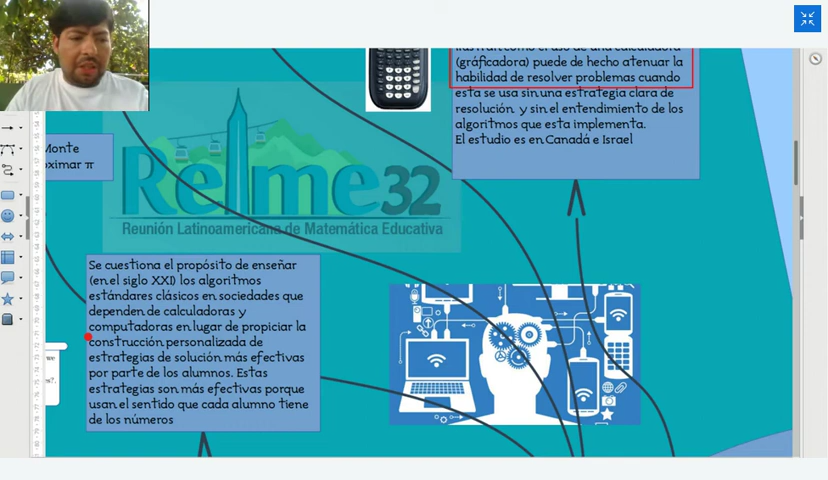 (gráficadora) puede de hecho atenuar la
habilidad de resolver problemas cuando
esta se usa sin una estrategia clara de
resolución y sin el entendimiento de los
algoritmos que esta implementa.
El estudio es en Canadá e Israel
Monte
oximar π
Relme 32
Reunión Latinoamericana de Matemática Educativa
Se cuestiona el propósito de enseñar
(en el siglo XXI) los algoritmos
estándares clásicos en sociedades que
dependen de calculadoras y
computadoras en lugar de propiciar la
construcción personalizada de
estrategias de solución más efectivas
por parte de los alumnos. Estas
estrategias son más efectivas porque
usan el sentido que cada alumno tiene
de los números
we